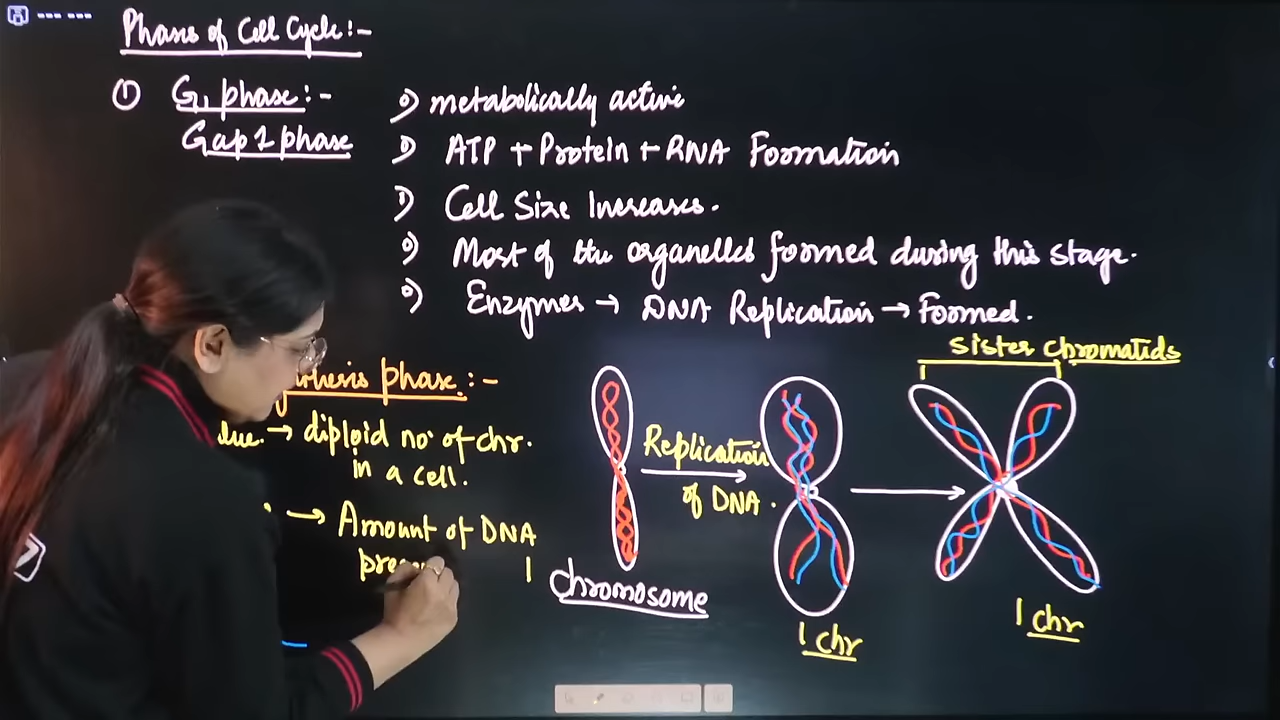 Phases of Cell Cycle:-
① G₁ phase:-
Gap 1 phase
metabolically active
ATP + Protein + RNA Formation
Cell Size Increases.
Most of the organelles formed during this stage.
Enzymes → DNA Replication → Formed.
phase:-
→ diploid no. of chr.
in a cell.
→ Amount of DNA
Sister chromatids
Replication
of DNA.
chromosome
1 chr
1 chr